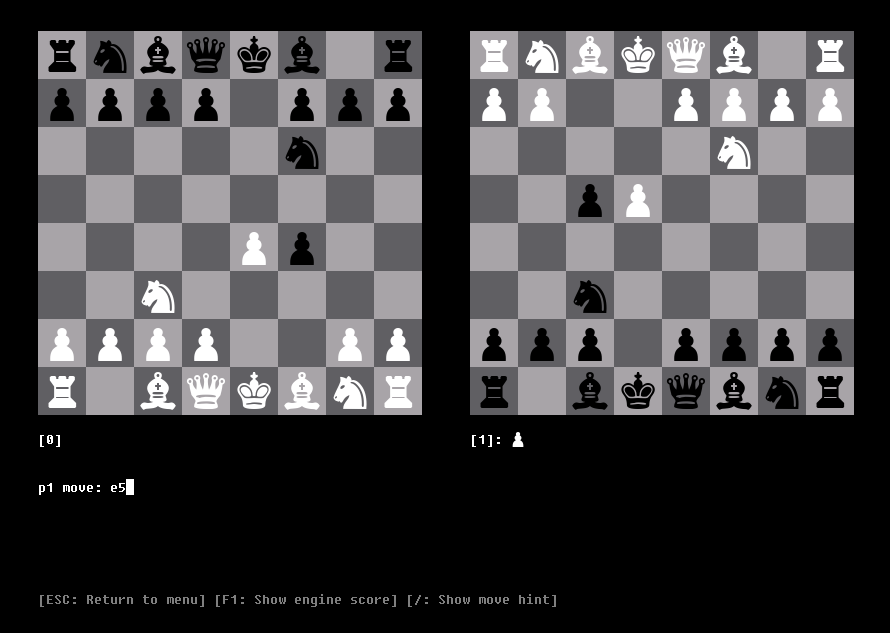 [0]
[1]: ♟
p1 move: e5
[ESC: Return to menu] [F1: Show engine score] [/: Show move hint]